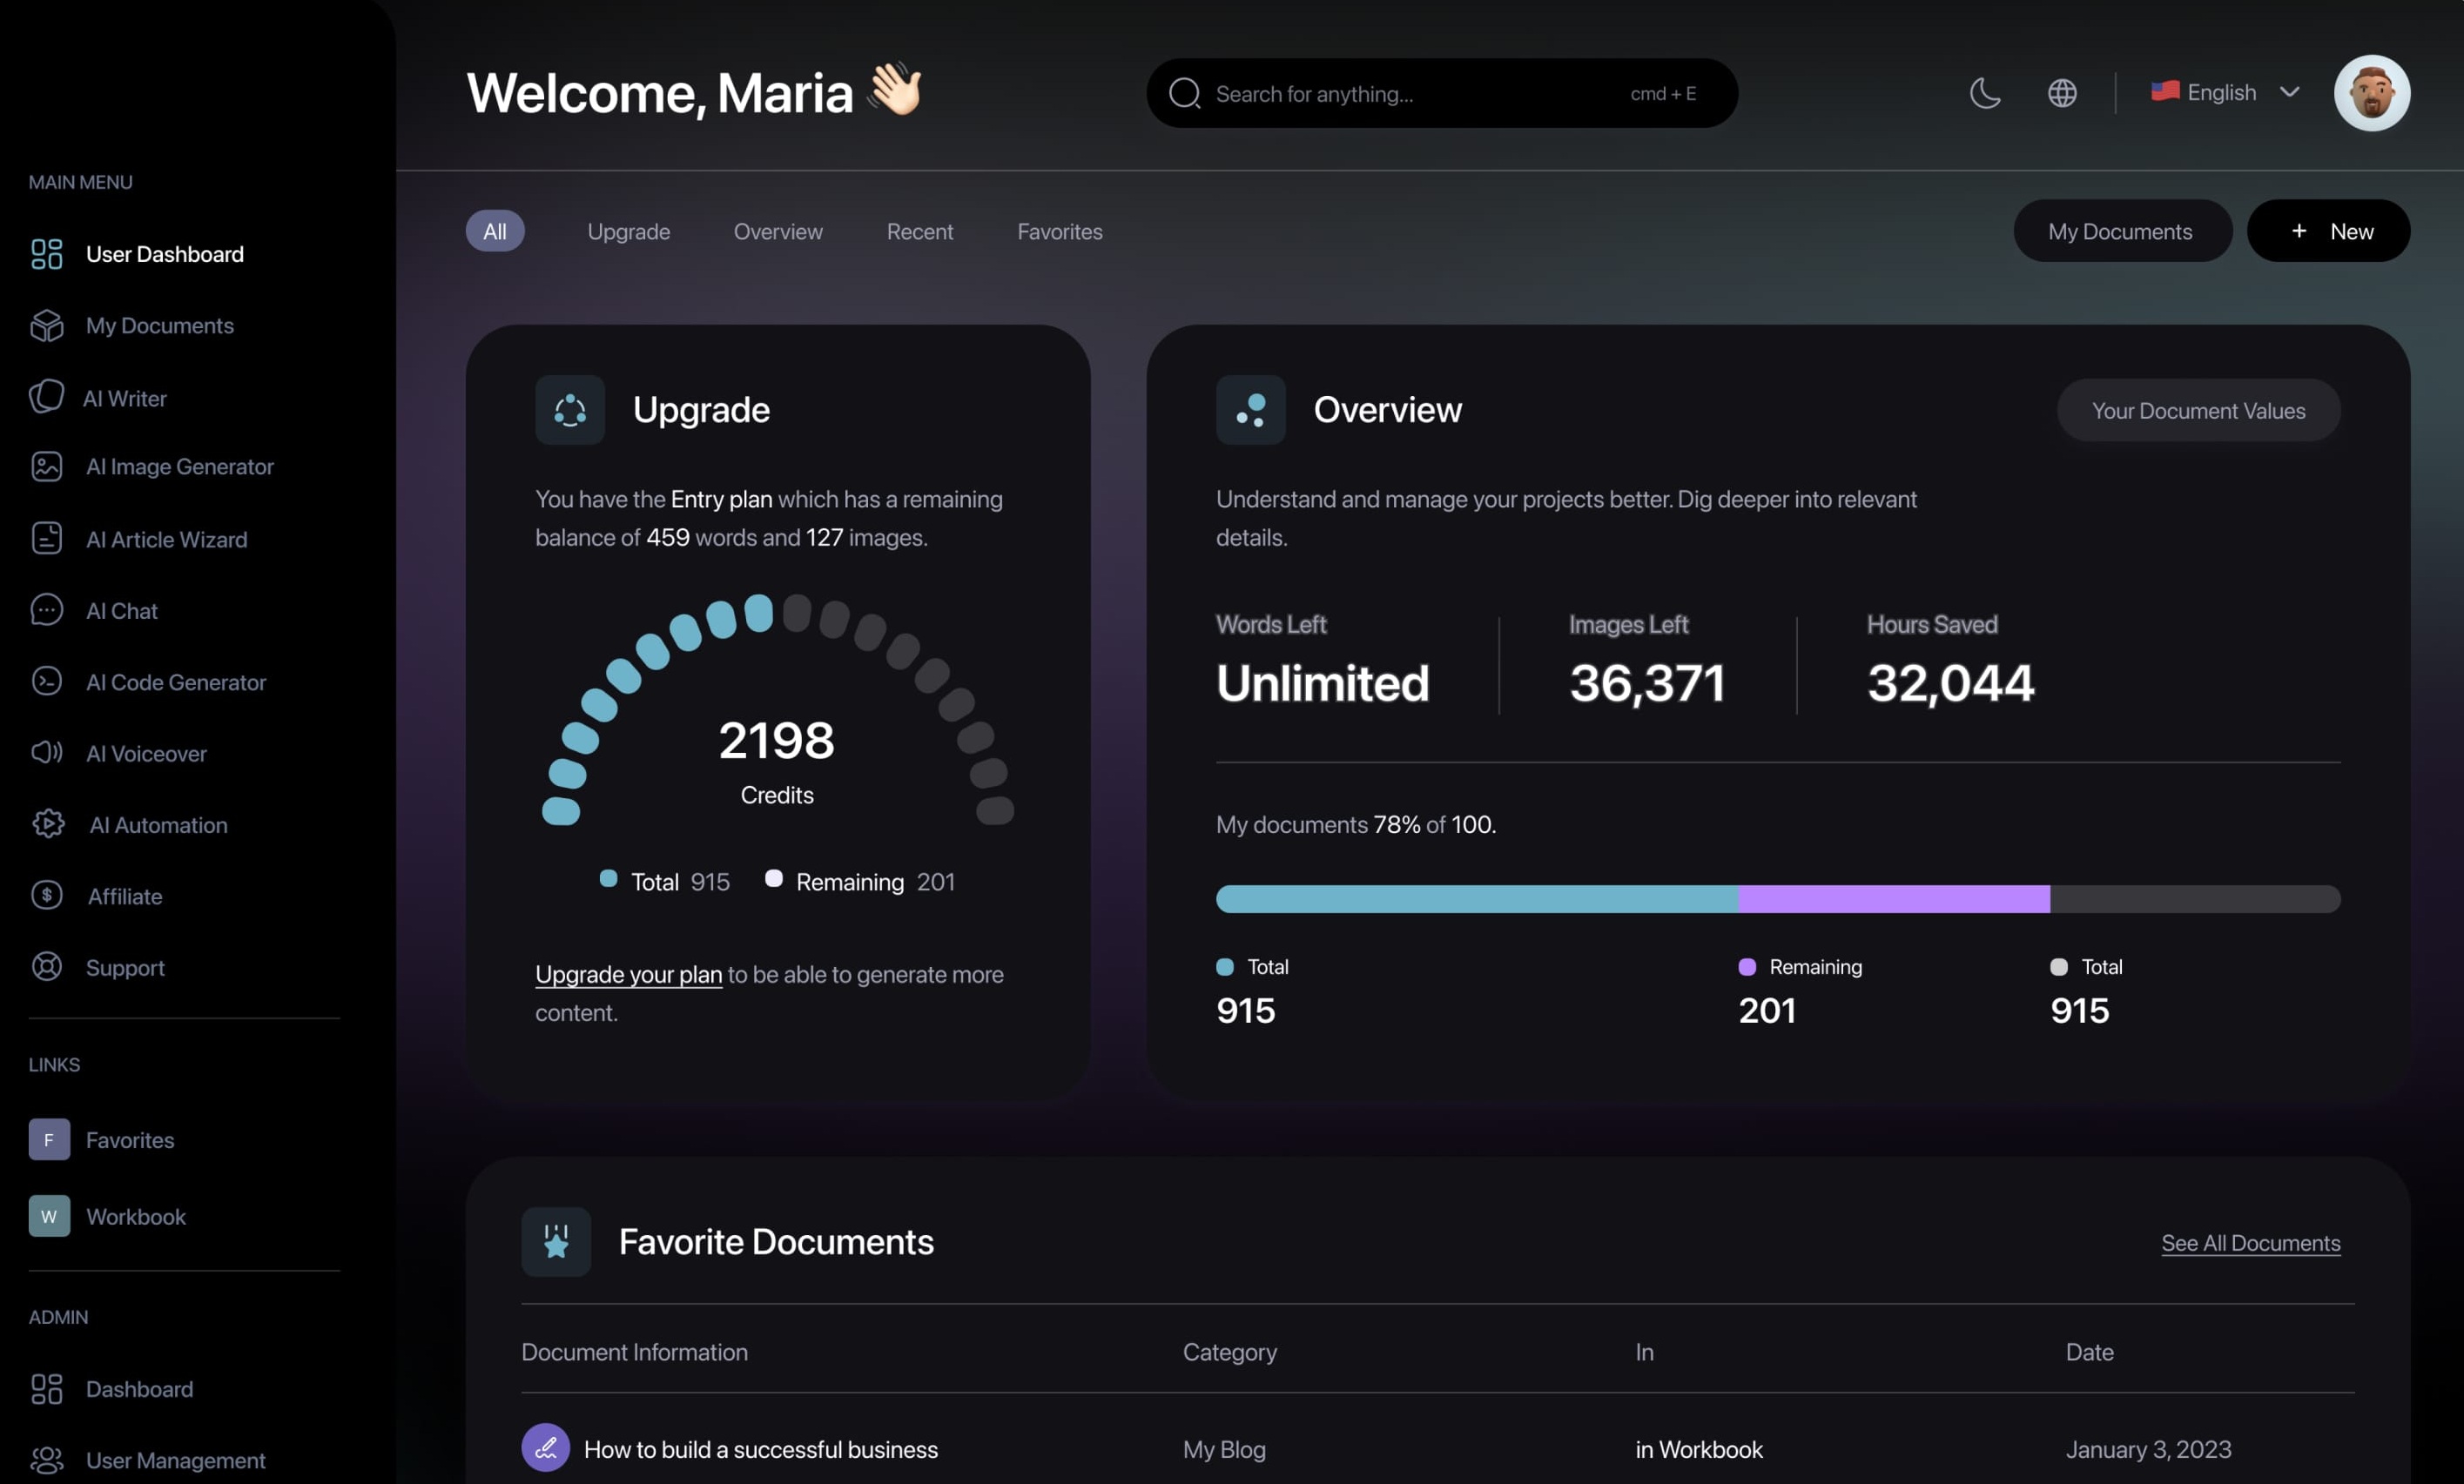 Welcome, Maria
Search for anything...
cmd + E
English
MAIN MENU
User Dashboard
My Documents
AI Writer
AI Image Generator
AI Article Wizard
AI Chat
AI Code Generator
AI Voiceover
AI Automation
$
Affiliate
Support
LINKS
F
Favorites
W
Workbook
ADMIN
Dashboard
User Management
All
Upgrade
Overview
Recent
Favorites
My Documents
+ New
Upgrade
You have the Entry plan which has a remaining
balance of 459 words and 127 images.
2198
Credits
Total 915
Remaining 201
Upgrade your plan to be able to generate more
content.
Overview
Your Document Values
Understand and manage your projects better. Dig deeper into relevant
details.
Words Left
Unlimited
Images Left
36,371
Hours Saved
32,044
My documents 78% of 100.
Total
915
Remaining
201
Total
915
Favorite Documents
See All Documents
Document Information
Category
In
Date
How to build a successful business
My Blog
in Workbook
January 3, 2023